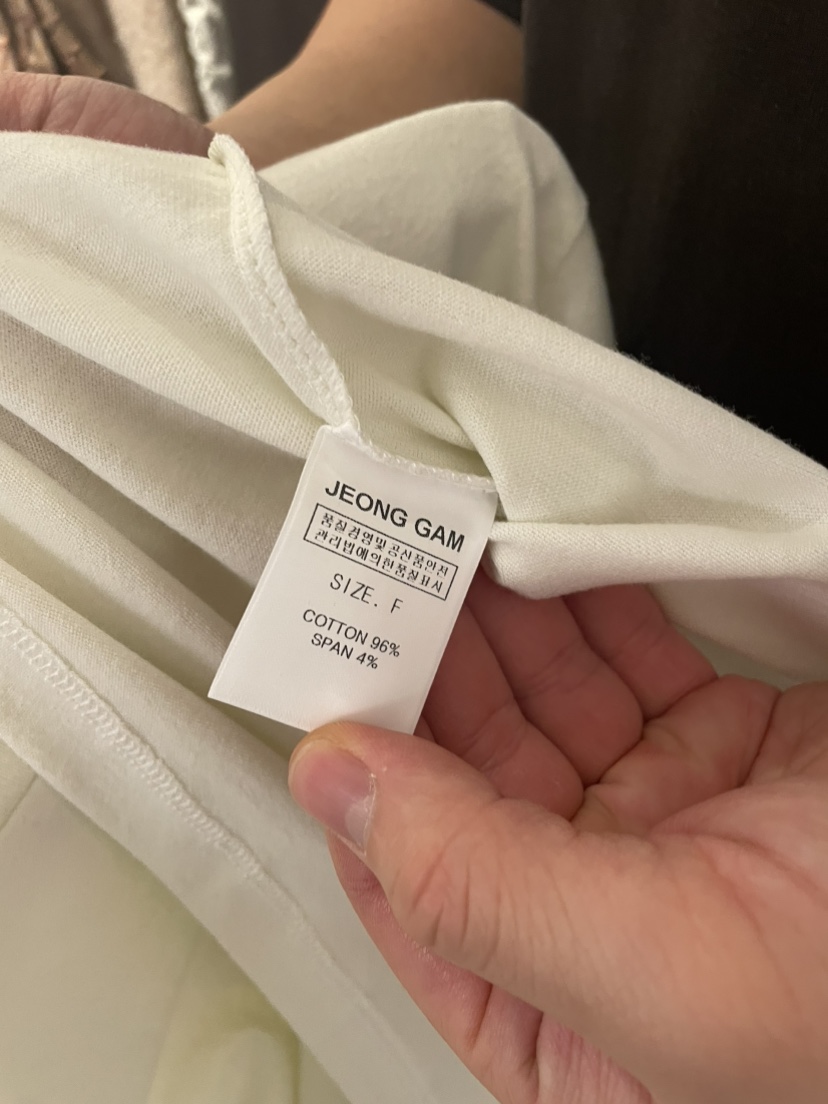 JEONG GAM
품질경영및공산품안전
관리법에의한품질표시
SIZE. F
COTTON 96%
SPAN 4%